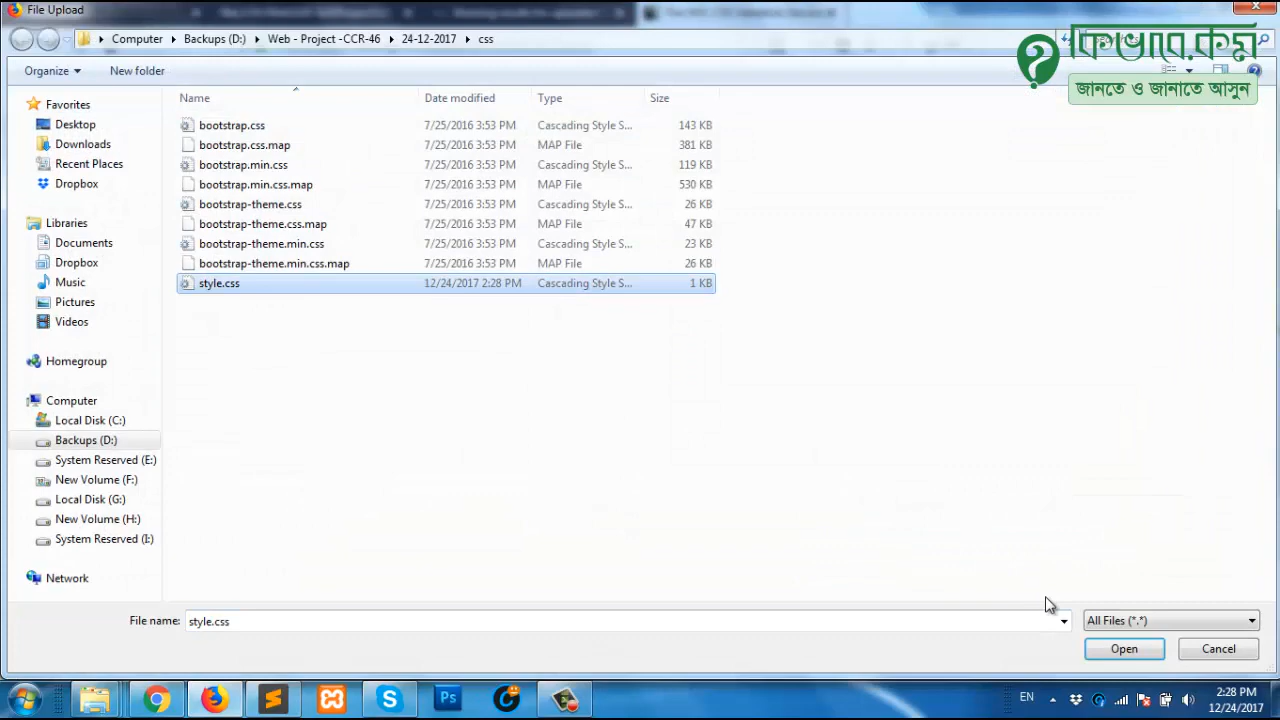 File Upload
Computer Backups (D:) Web - Project -CCR-46 24-12-2017 css
কিভাবে.কম
জানতে ও জানাতে আসুন
Organize New folder
Name Date modified Type Size
Favorites
Desktop
Downloads
Recent Places
Dropbox
Libraries
Documents
Dropbox
Music
Pictures
Videos
Homegroup
Computer
Local Disk (C:)
Backups (D:)
System Reserved (E:)
New Volume (F:)
Local Disk (G:)
New Volume (H:)
System Reserved (I:)
Network
bootstrap.css 7/25/2016 3:53 PM Cascading Style S... 143 KB
bootstrap.css.map 7/25/2016 3:53 PM MAP File 381 KB
bootstrap.min.css 7/25/2016 3:53 PM Cascading Style S... 119 KB
bootstrap.min.css.map 7/25/2016 3:53 PM MAP File 530 KB
bootstrap-theme.css 7/25/2016 3:53 PM Cascading Style S... 26 KB
bootstrap-theme.css.map 7/25/2016 3:53 PM MAP File 47 KB
bootstrap-theme.min.css 7/25/2016 3:53 PM Cascading Style S... 23 KB
bootstrap-theme.min.css.map 7/25/2016 3:53 PM MAP File 26 KB
style.css 12/24/2017 2:28 PM Cascading Style S... 1 KB
File name: style.css All Files (*.*)
Open Cancel
EN 2:28 PM
12/24/2017